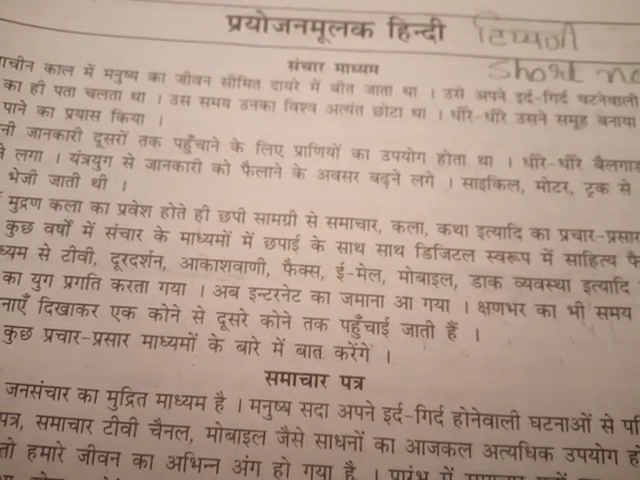 प्रयोजनमूलक हिन्दी टिप्पणी
संचार माध्यम
Short
काल में मनुष्य का जीवन सीमित दायरे में बीत जाता था । उसे अपने इर्द-गिर्द घटनेवाली
का ही पता चलता था । उस समय उनका विश्व अत्यंत छोटा था । धीरे-धीरे उसने समूह बनाया
पाने का प्रयास किया ।
जानकारी दूसरों तक पहुँचाने के लिए प्राणियों का उपयोग होता था । धीरे-धीरे
लगा । यंत्रयुग से जानकारी को फैलाने के अवसर बढ़ने लगे । साइकिल, मोटर, ट्रक से
भेजी जाती थी ।
मुद्रण कला का प्रवेश होते ही छपी सामग्री से समाचार, कला, कथा इत्यादि का प्रचार-प्रसार
कुछ वर्षों में संचार के माध्यमों में छपाई के साथ साथ डिजिटल स्वरूप में साहित्य
से टीवी, दूरदर्शन, आकाशवाणी, फैक्स, ई-मेल, मोबाइल, डाक व्यवस्था इत्यादि
का युग प्रगति करता गया । अब इन्टरनेट का जमाना आ गया । क्षणभर का भी समय
दिखाकर एक कोने से दूसरे कोने तक पहुँचाई जाती हैं ।
कुछ प्रचार-प्रसार माध्यमों के बारे में बात करेंगें ।
समाचार पत्र
जनसंचार का मुद्रित माध्यम है । मनुष्य सदा अपने इर्द-गिर्द होनेवाली घटनाओं से
पत्र, समाचार टीवी चैनल, मोबाइल जैसे साधनों का आजकल अत्यधिक उपयोग
तो हमारे जीवन का अभिन्न अंग हो गया है । प्रारंभ में